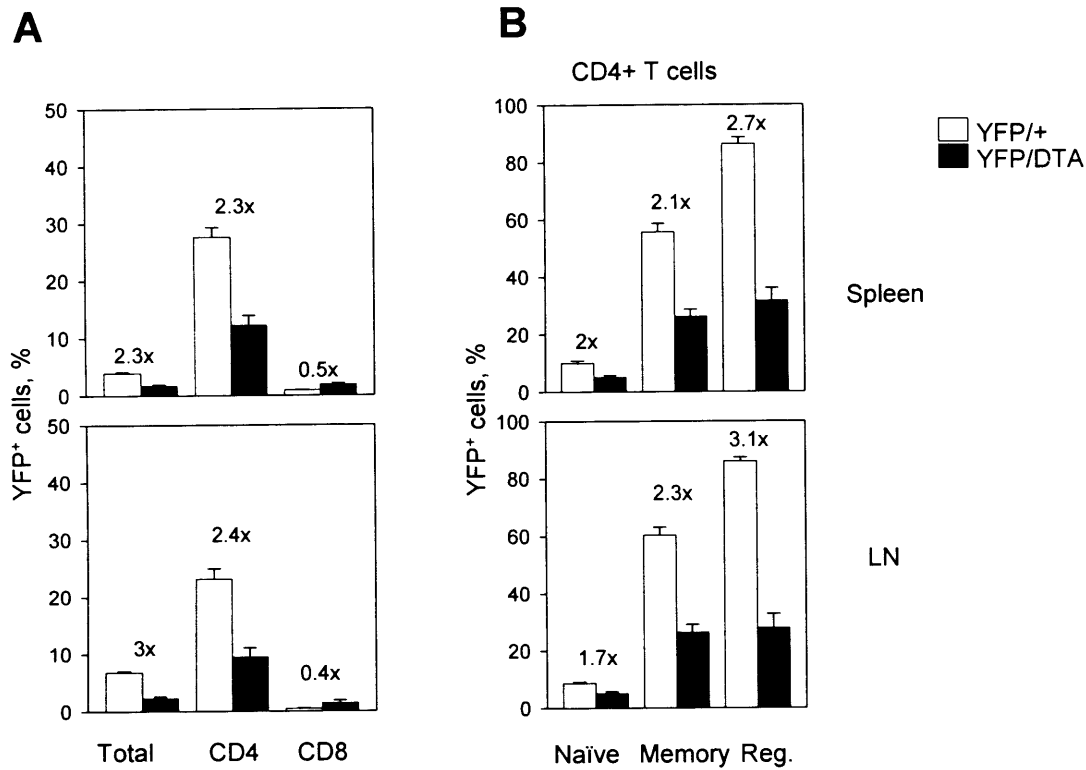 A
B
CD4+ T cells
YFP/+
YFP/DTA
YFP+ cells, %
50
40
30
20
10
0
2.3x
2.3x
0.5x
50
40
30
20
10
0
3x
2.4x
0.4x
Total CD4 CD8
YFP+ cells, %
100
80
60
40
20
0
2x
2.1x
2.7x
Spleen
100
80
60
40
20
0
1.7x
2.3x
3.1x
LN
Naïve Memory Reg.